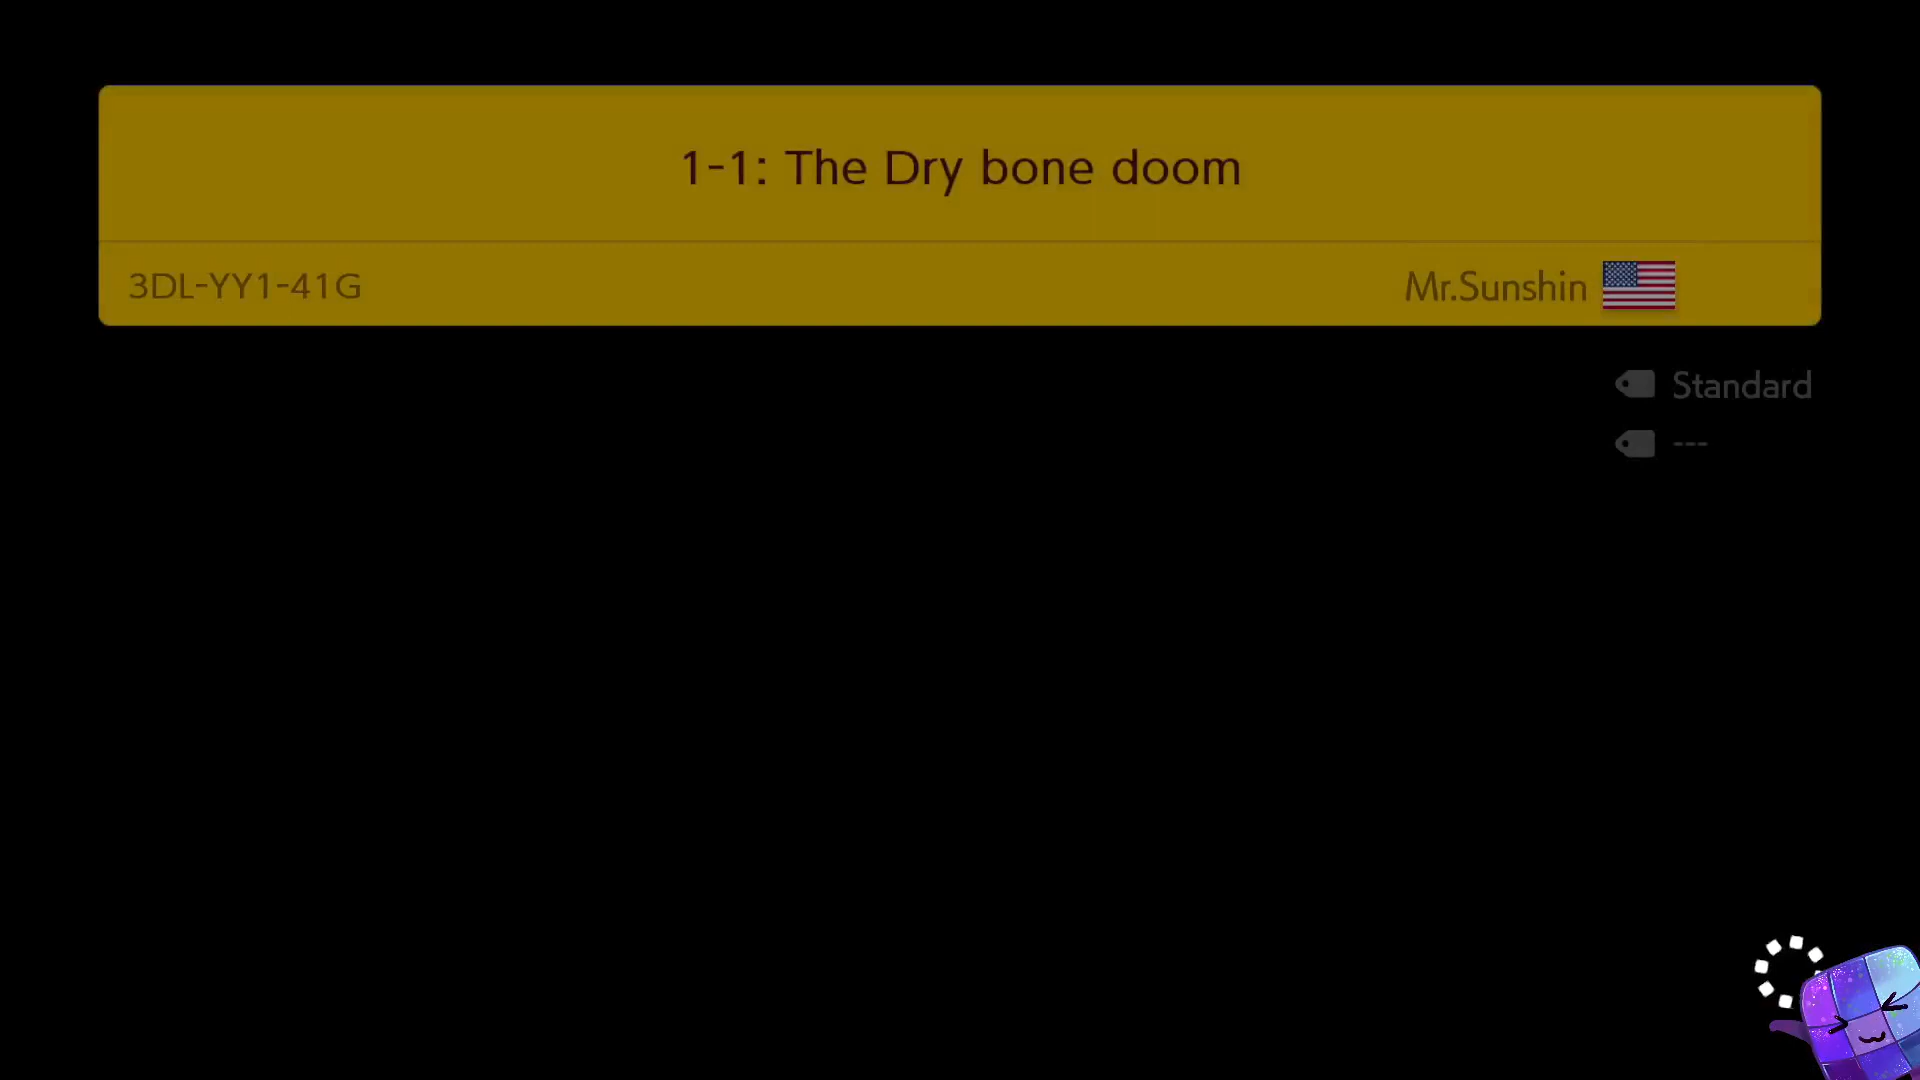 1-1: The Dry bone doom
3DL-YY1-41G
Mr.Sunshin
Standard
---